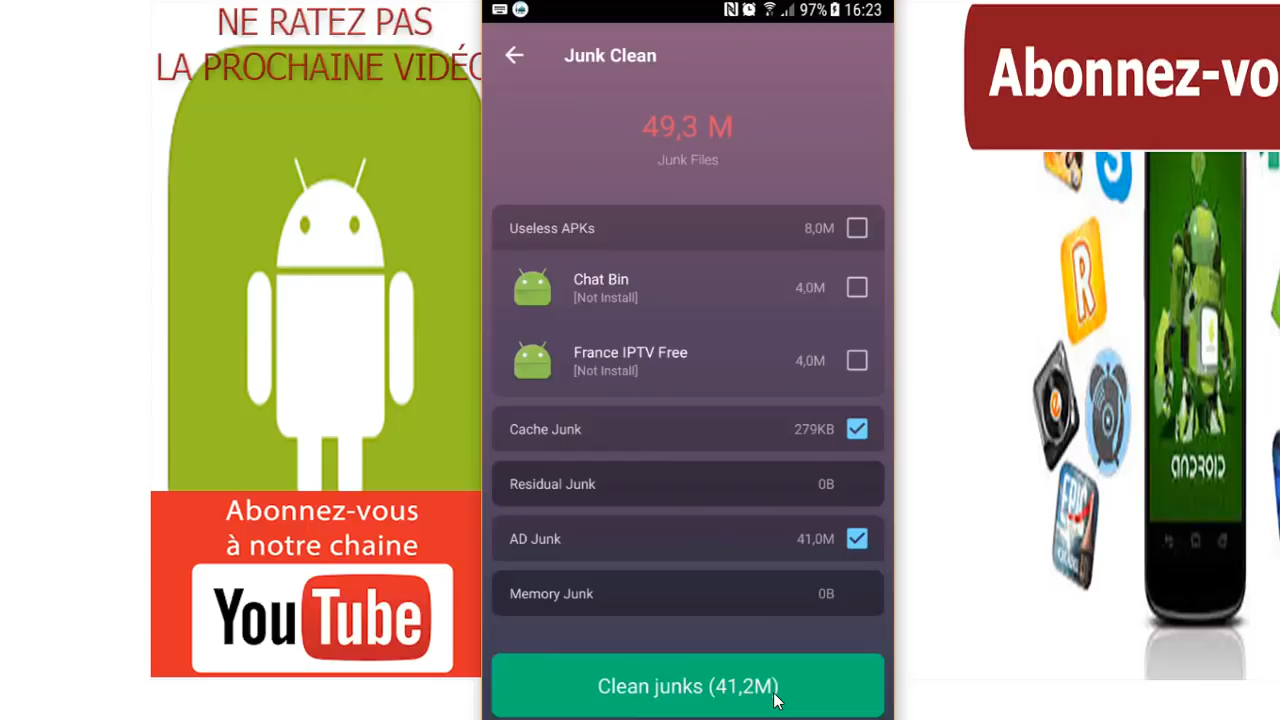 NE RATEZ PAS
LA PROCHAINE VIDÉO
Abonnez-vous
à notre chaine
YouTube
97% 16:23
Junk Clean
49,3 M
Junk Files
Useless APKs 8,0M
Chat Bin
[Not Install]
4,0M
France IPTV Free
[Not Install]
4,0M
Cache Junk 279KB
Residual Junk 0B
AD Junk 41,0M
Memory Junk 0B
Clean junks (41,2M)
Abonnez-vo
R
S
e
EPIC
ANDROID